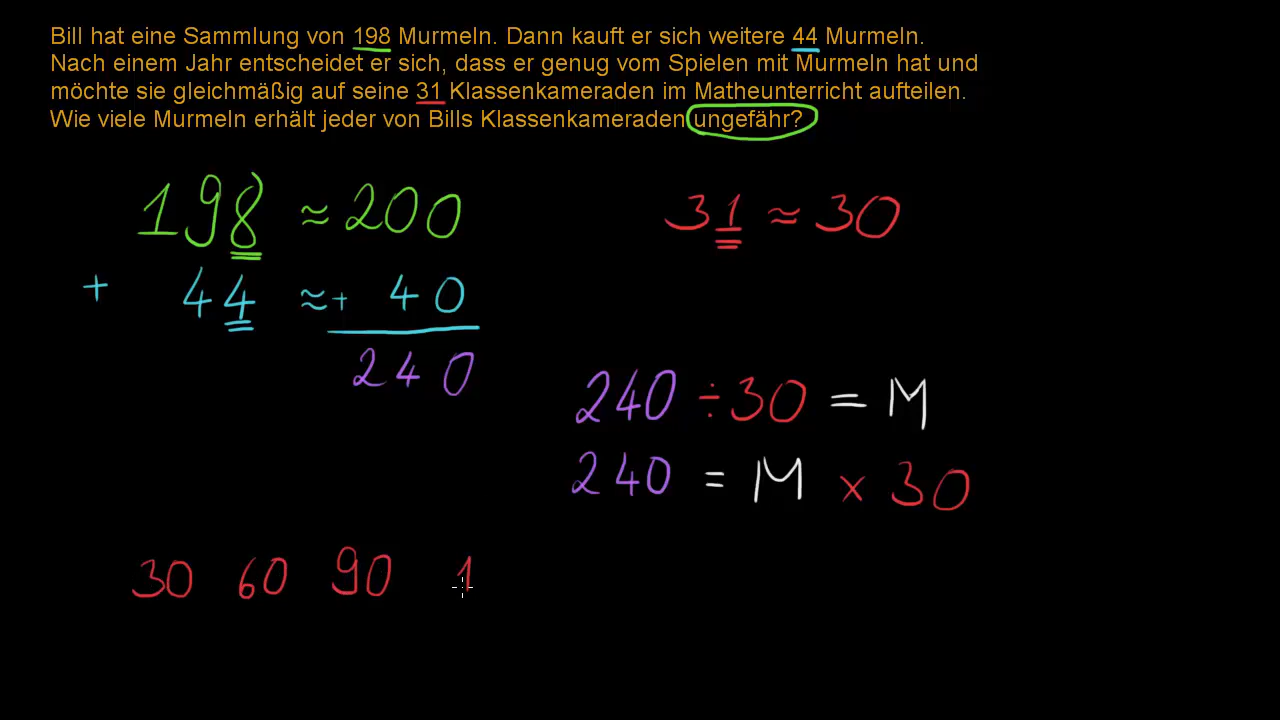 Bill hat eine Sammlung von 198 Murmeln. Dann kauft er sich weitere 44 Murmeln.
Nach einem Jahr entscheidet er sich, dass er genug vom Spielen mit Murmeln hat und
möchte sie gleichmäßig auf seine 31 Klassenkameraden im Matheunterricht aufteilen.
Wie viele Murmeln erhält jeder von Bills Klassenkameraden ungefähr?
198 ≈ 200
31 ≈ 30
+ 44 ≈ + 40
240
240 ÷ 30 = M
240 = M × 30
30 60 90 1